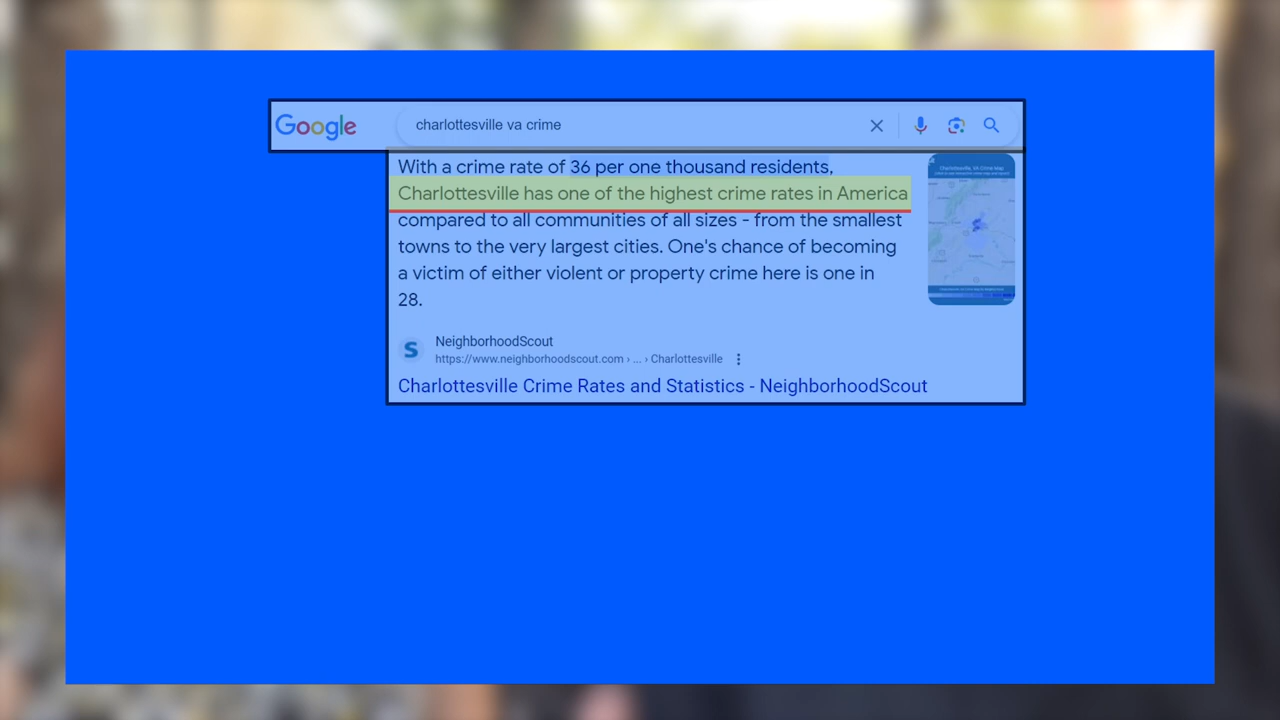 Google
charlottesville va crime
With a crime rate of 36 per one thousand residents,
Charlottesville has one of the highest crime rates in America
compared to all communities of all sizes - from the smallest
towns to the very largest cities. One's chance of becoming
a victim of either violent or property crime here is one in
28.
S
NeighborhoodScout
https://www.neighborhoodscout.com › ... › Charlottesville
Charlottesville Crime Rates and Statistics - NeighborhoodScout